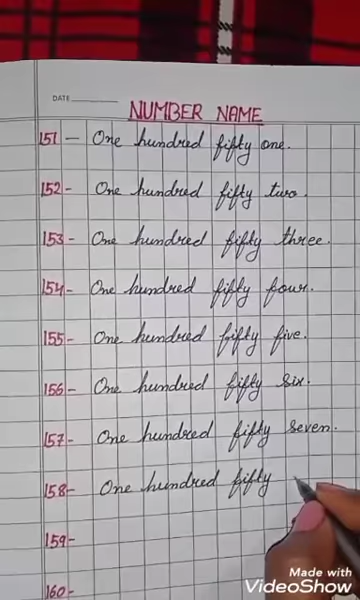 DATE
NUMBER NAME
151 - One hundred fifty one.
152 - One hundred fifty two.
153 - One hundred fifty three.
154 - One hundred fifty four.
155 - One hundred fifty five.
156 - One hundred fifty six.
157 - One hundred fifty seven.
158 - One hundred fifty
159 -
160 -
Made with
VideoShow